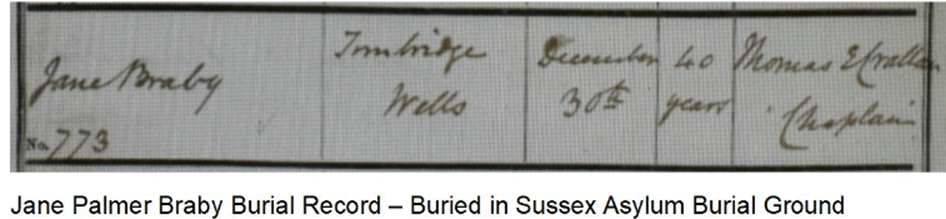 Jane Braby
No. 773
Tunbridge
Wells
December
30th
40
years
Thomas E Crallan
Chaplain
Jane Palmer Braby Burial Record – Buried in Sussex Asylum Burial Ground